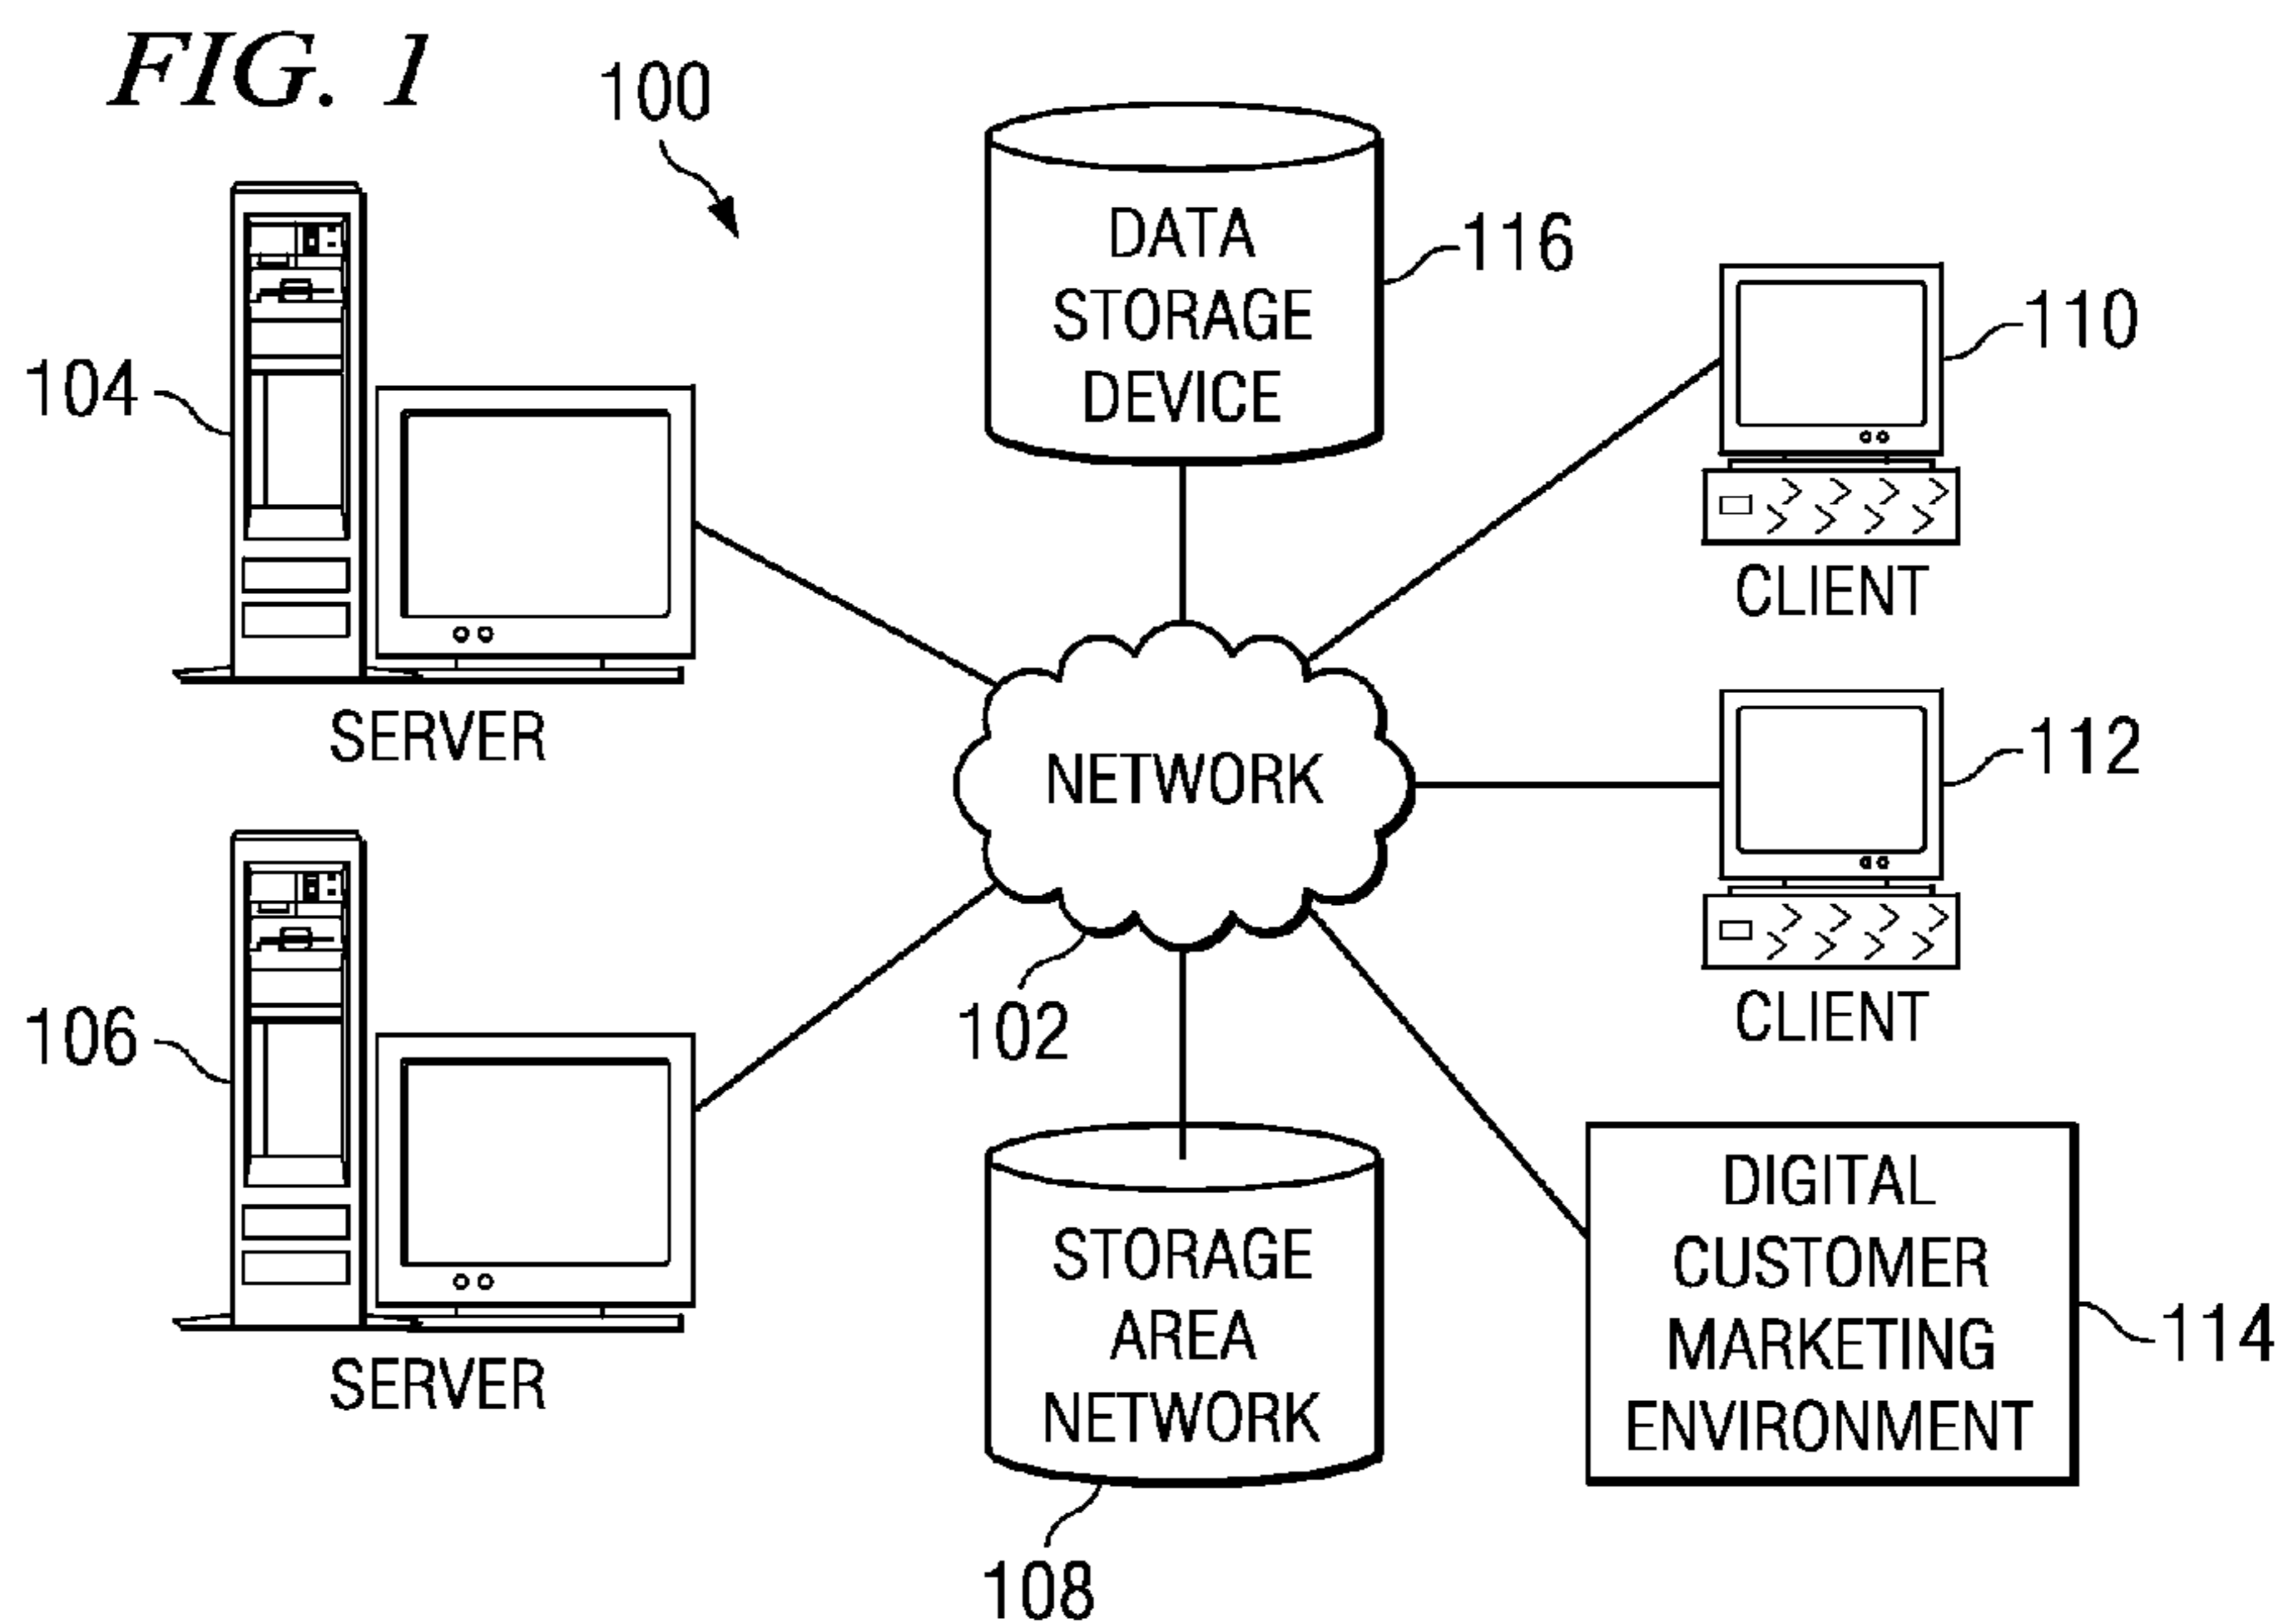 FIG. 1
100
DATA
STORAGE
DEVICE
116
110
CLIENT
104
SERVER
NETWORK
102
112
CLIENT
106
SERVER
STORAGE
AREA
NETWORK
108
DIGITAL
CUSTOMER
MARKETING
ENVIRONMENT
114